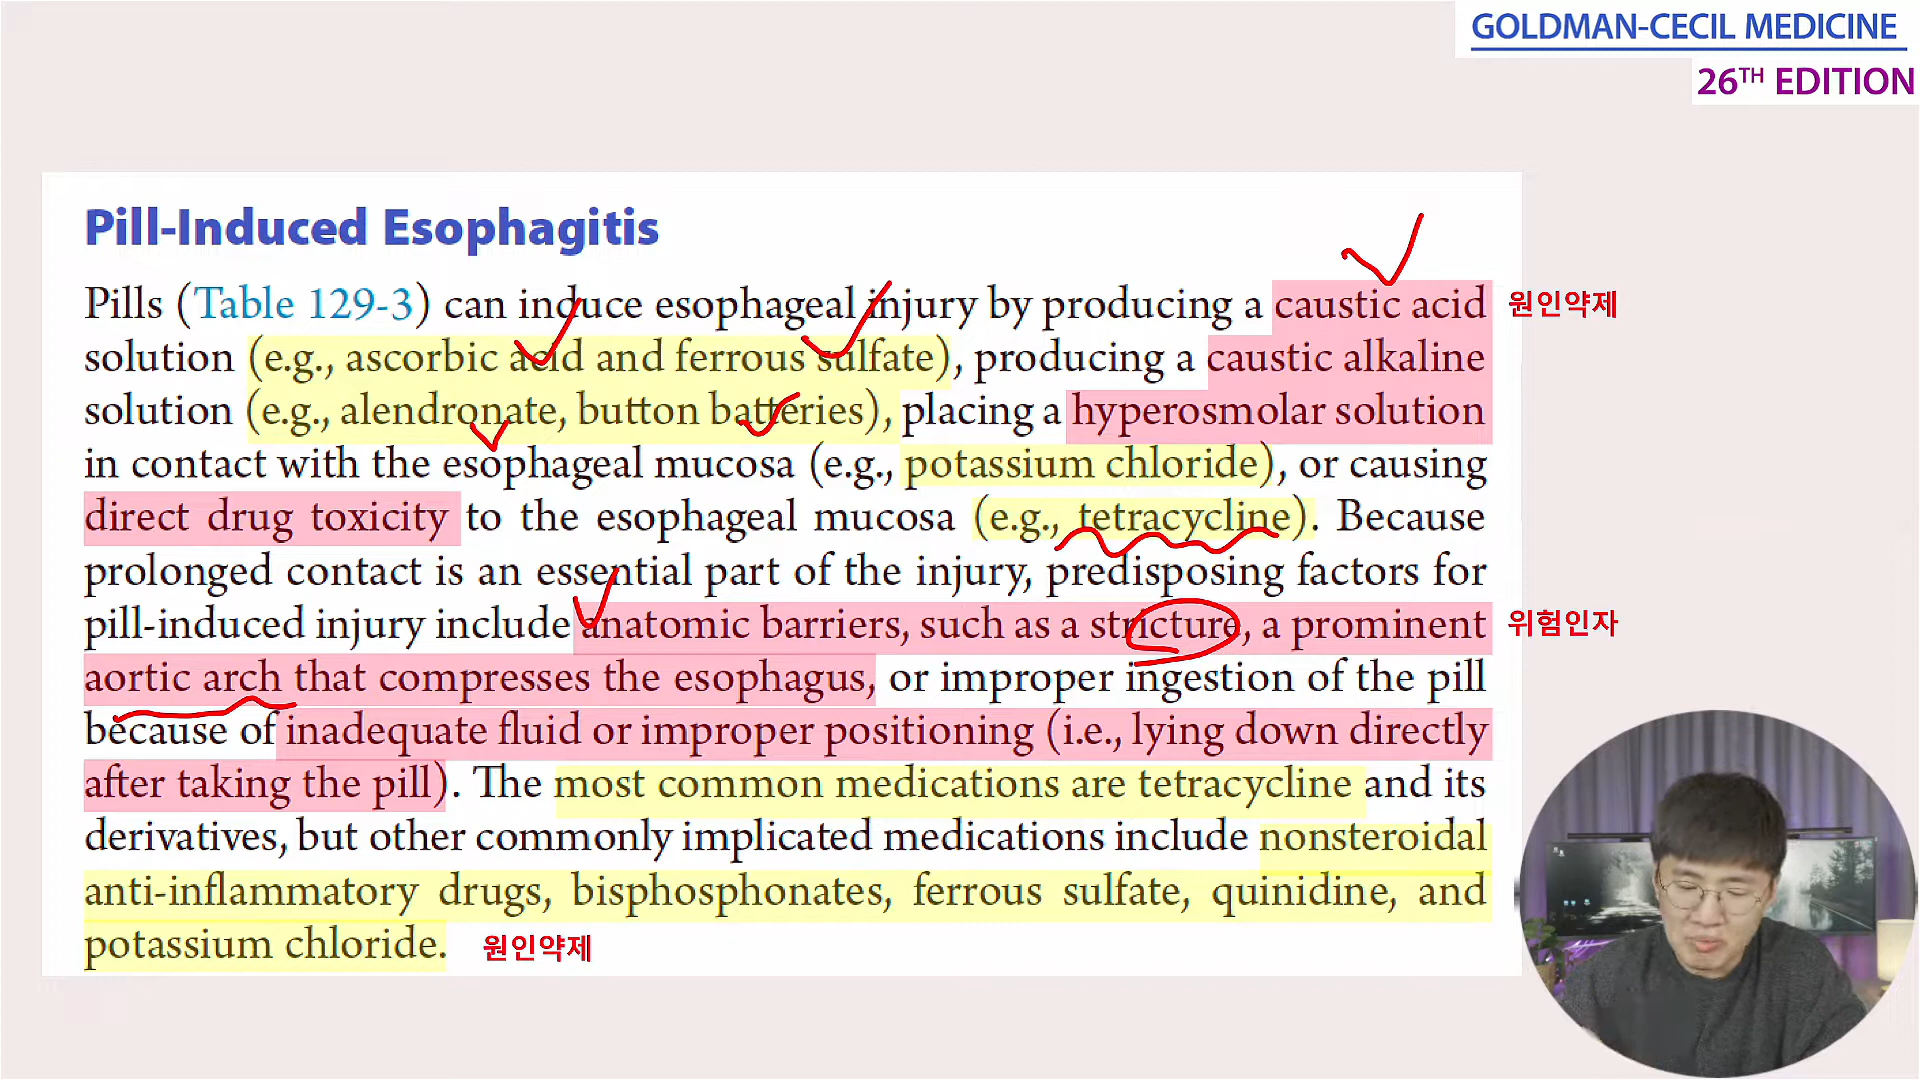 GOLDMAN-CECIL MEDICINE
26TH EDITION
Pill-Induced Esophagitis
Pills (Table 129-3) can induce esophageal injury by producing a caustic acid 원인약제
solution (e.g., ascorbic acid and ferrous sulfate), producing a caustic alkaline
solution (e.g., alendronate, button batteries), placing a hyperosmolar solution
in contact with the esophageal mucosa (e.g., potassium chloride), or causing
direct drug toxicity to the esophageal mucosa (e.g., tetracycline). Because
prolonged contact is an essential part of the injury, predisposing factors for
pill-induced injury include anatomic barriers, such as a stricture, a prominent 위험인자
aortic arch that compresses the esophagus, or improper ingestion of the pill
because of inadequate fluid or improper positioning (i.e., lying down directly
after taking the pill). The most common medications are tetracycline and its
derivatives, but other commonly implicated medications include nonsteroidal
anti-inflammatory drugs, bisphosphonates, ferrous sulfate, quinidine, and
potassium chloride. 원인약제